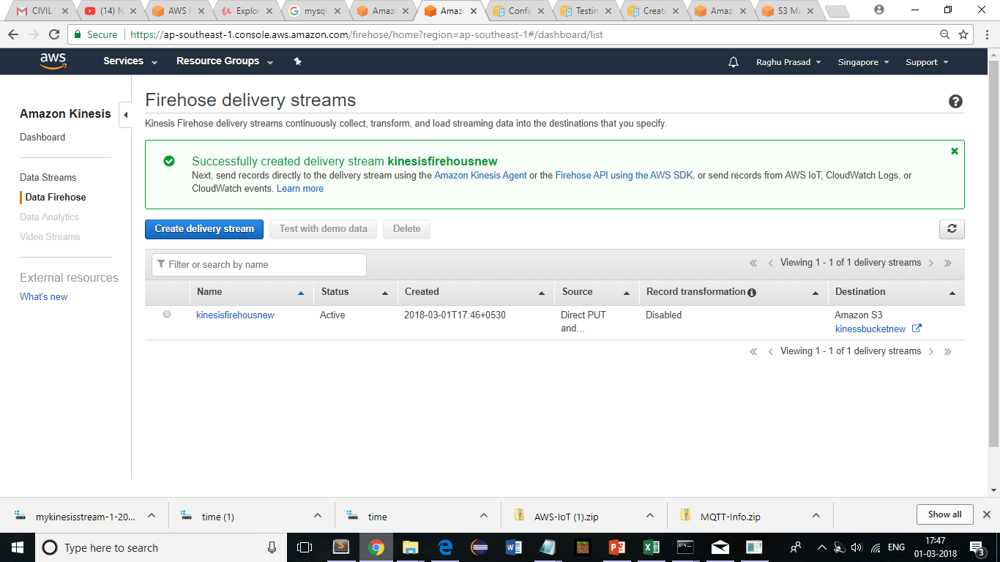 CIVIL
(14) N
AWS I
Explor
mysql
Amaz
Amaz
Config
Testin
Creati
Amaz
S3 Ma
Secure
https://ap-southeast-1.console.aws.amazon.com/firehose/home?region=ap-southeast-1#/dashboard/list
aws
Services
Resource Groups
Raghu Prasad
Singapore
Support
Amazon Kinesis
Dashboard
Data Streams
Data Firehose
Data Analytics
Video Streams
External resources
What's new
Firehose delivery streams
Kinesis Firehose delivery streams continuously collect, transform, and load streaming data into the destinations that you specify.
Successfully created delivery stream kinesisfirehousnew
Next, send records directly to the delivery stream using the Amazon Kinesis Agent or the Firehose API using the AWS SDK, or send records from AWS IoT, CloudWatch Logs, or
CloudWatch events. Learn more
Create delivery stream
Test with demo data
Delete
Filter or search by name
Viewing 1 - 1 of 1 delivery streams
Name
Status
Created
Source
Record transformation
Destination
kinesisfirehousnew
Active
2018-03-01T17:46+0530
Direct PUT
and…
Disabled
Amazon S3
kinessbucketnew
Viewing 1 - 1 of 1 delivery streams
mykinesisstream-1-20...
time (1)
time
AWS-IoT (1).zip
MQTT-Info.zip
Show all
Type here to search
ENG
17:47
01-03-2018
3